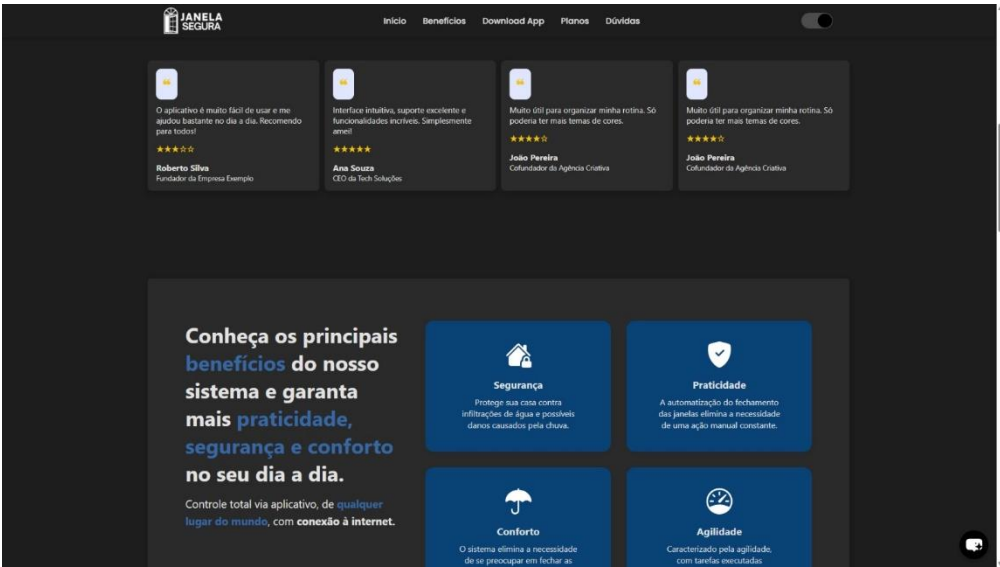 JANELA
SEGURA
Início Benefícios Download App Planos Dúvidas
O aplicativo é muito fácil de usar e me
ajudou bastante no dia a dia. Recomendo
para todos!
★★★☆☆
Roberto Silva
Fundador da Empresa Exemplo
Interface intuitiva, suporte excelente e
funcionalidades incríveis. Simplesmente
amei!
★★★★★
Ana Souza
CEO da Tech Soluções
Muito útil para organizar minha rotina. Só
poderia ter mais temas de cores.
★★★★☆
João Pereira
Cofundador da Agência Criativa
Muito útil para organizar minha rotina. Só
poderia ter mais temas de cores.
★★★★☆
João Pereira
Cofundador da Agência Criativa
Conheça os principais
benefícios do nosso
sistema e garanta
mais praticidade,
segurança e conforto
no seu dia a dia.
Controle total via aplicativo, de qualquer
lugar do mundo, com conexão à internet.
Segurança
Protege sua casa contra
infiltrações de água e possíveis
danos causados pela chuva.
Praticidade
A automatização do fechamento
das janelas elimina a necessidade
de uma ação manual constante.
Conforto
O sistema elimina a necessidade
de se preocupar em fechar as
Agilidade
Caracterizado pela agilidade,
com tarefas executadas